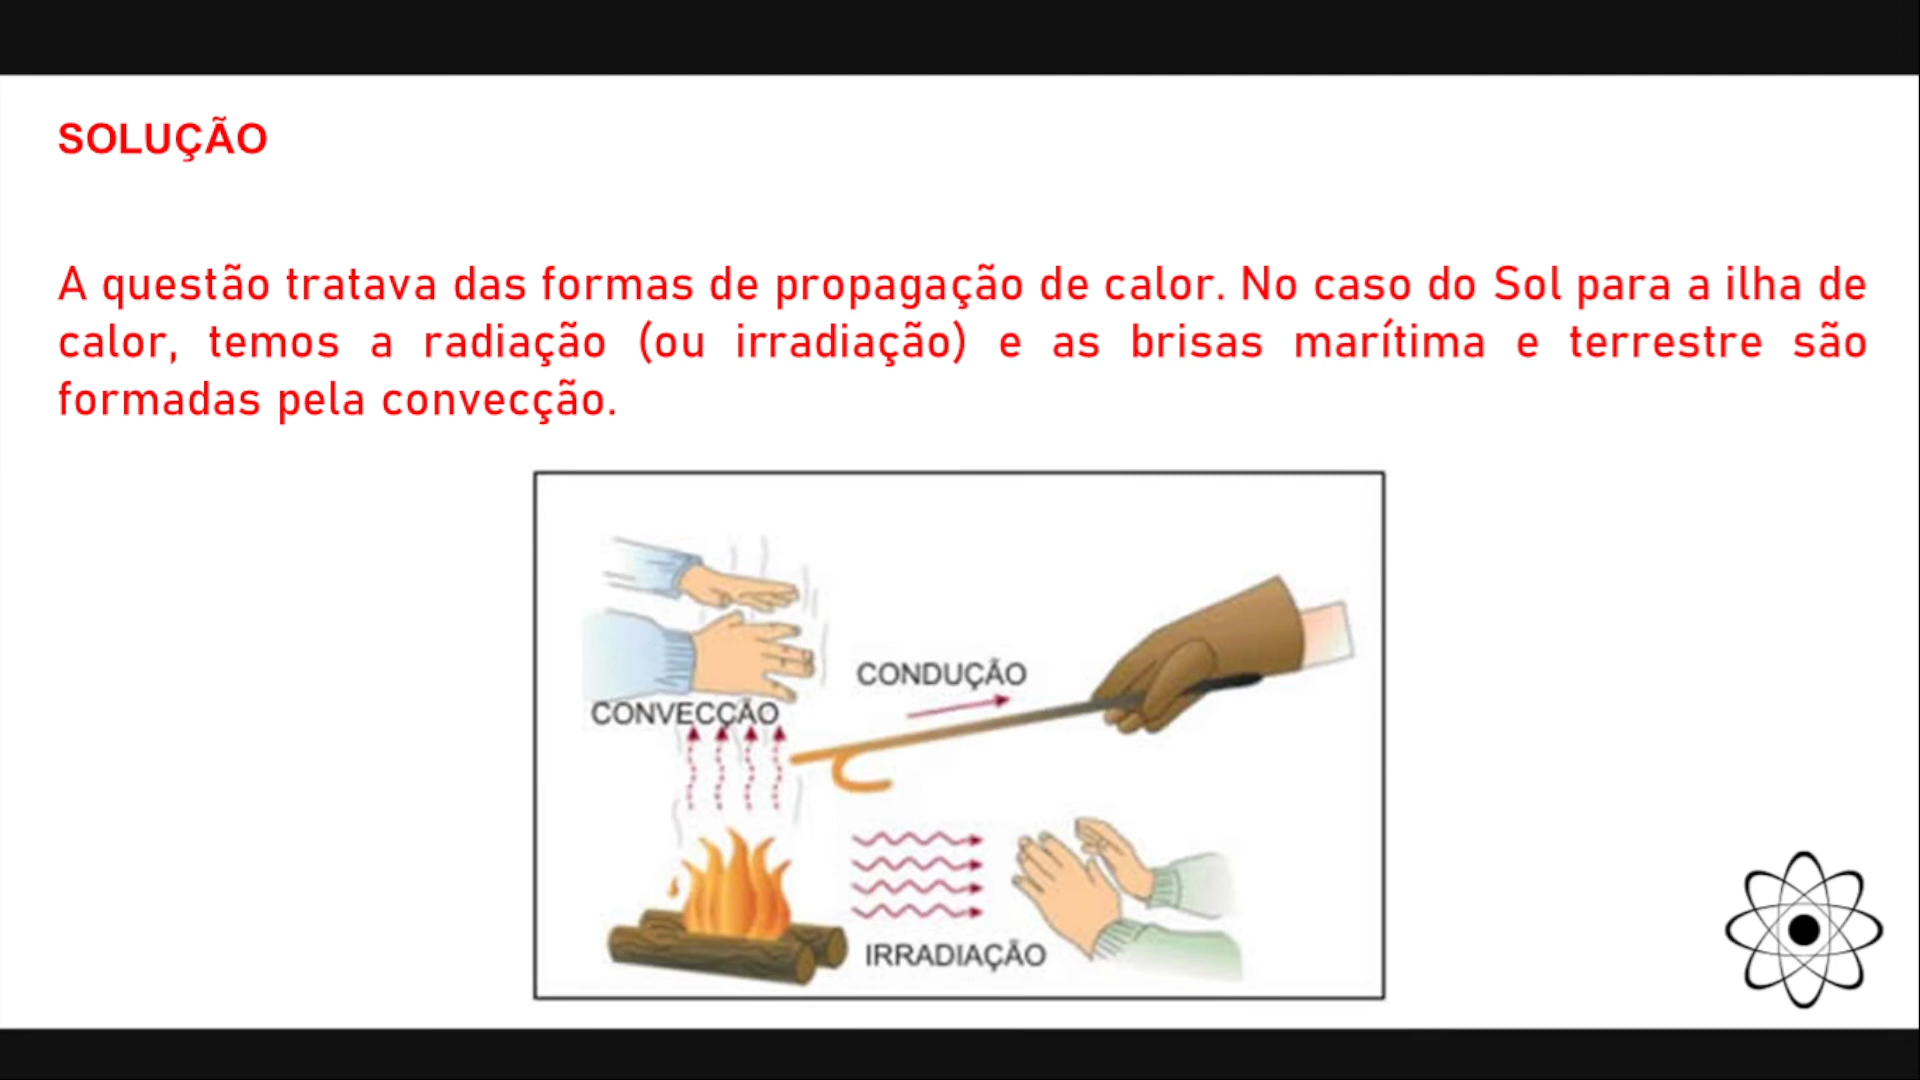 SOLUÇÃO
A questão tratava das formas de propagação de calor. No caso do Sol para a ilha de
calor, temos a radiação (ou irradiação) e as brisas marítima e terrestre são
formadas pela convecção.
CONDUÇÃO
CONVECÇÃO
IRRADIAÇÃO